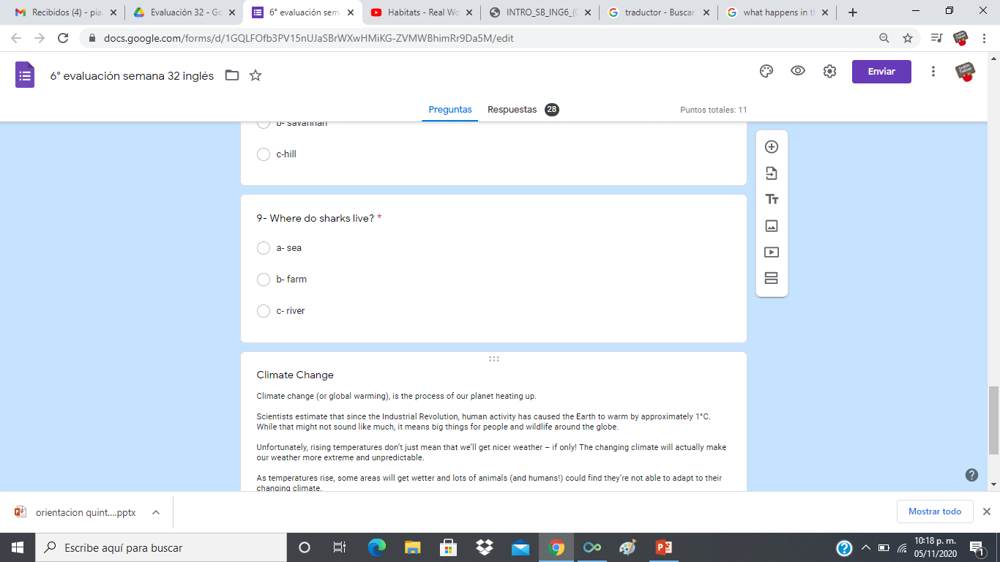 Recibidos (4) - pia
Evaluación 32 - Go
6° evaluación sem
Habitats - Real Wo
INTRO_SB_ING6_(
traductor - Buscar
what happens in t
docs.google.com/forms/d/1GQLFOfb3PV15nUJaSBrWXwHMiKG-ZVMWBhimRr9Da5M/edit
6° evaluación semana 32 inglés
Enviar
Preguntas
Respuestas 28
Puntos totales: 11
b- savannah
c-hill
9- Where do sharks live? *
a- sea
b- farm
c- river
Climate Change
Climate change (or global warming), is the process of our planet heating up.
Scientists estimate that since the Industrial Revolution, human activity has caused the Earth to warm by approximately 1°C.
While that might not sound like much, it means big things for people and wildlife around the globe.
Unfortunately, rising temperatures don't just mean that we'll get nicer weather – if only! The changing climate will actually make
our weather more extreme and unpredictable.
As temperatures rise, some areas will get wetter and lots of animals (and humans!) could find they're not able to adapt to their
changing climate.
orientacion quint....pptx
Mostrar todo
Escribe aquí para buscar
10:18 p. m.
05/11/2020
1